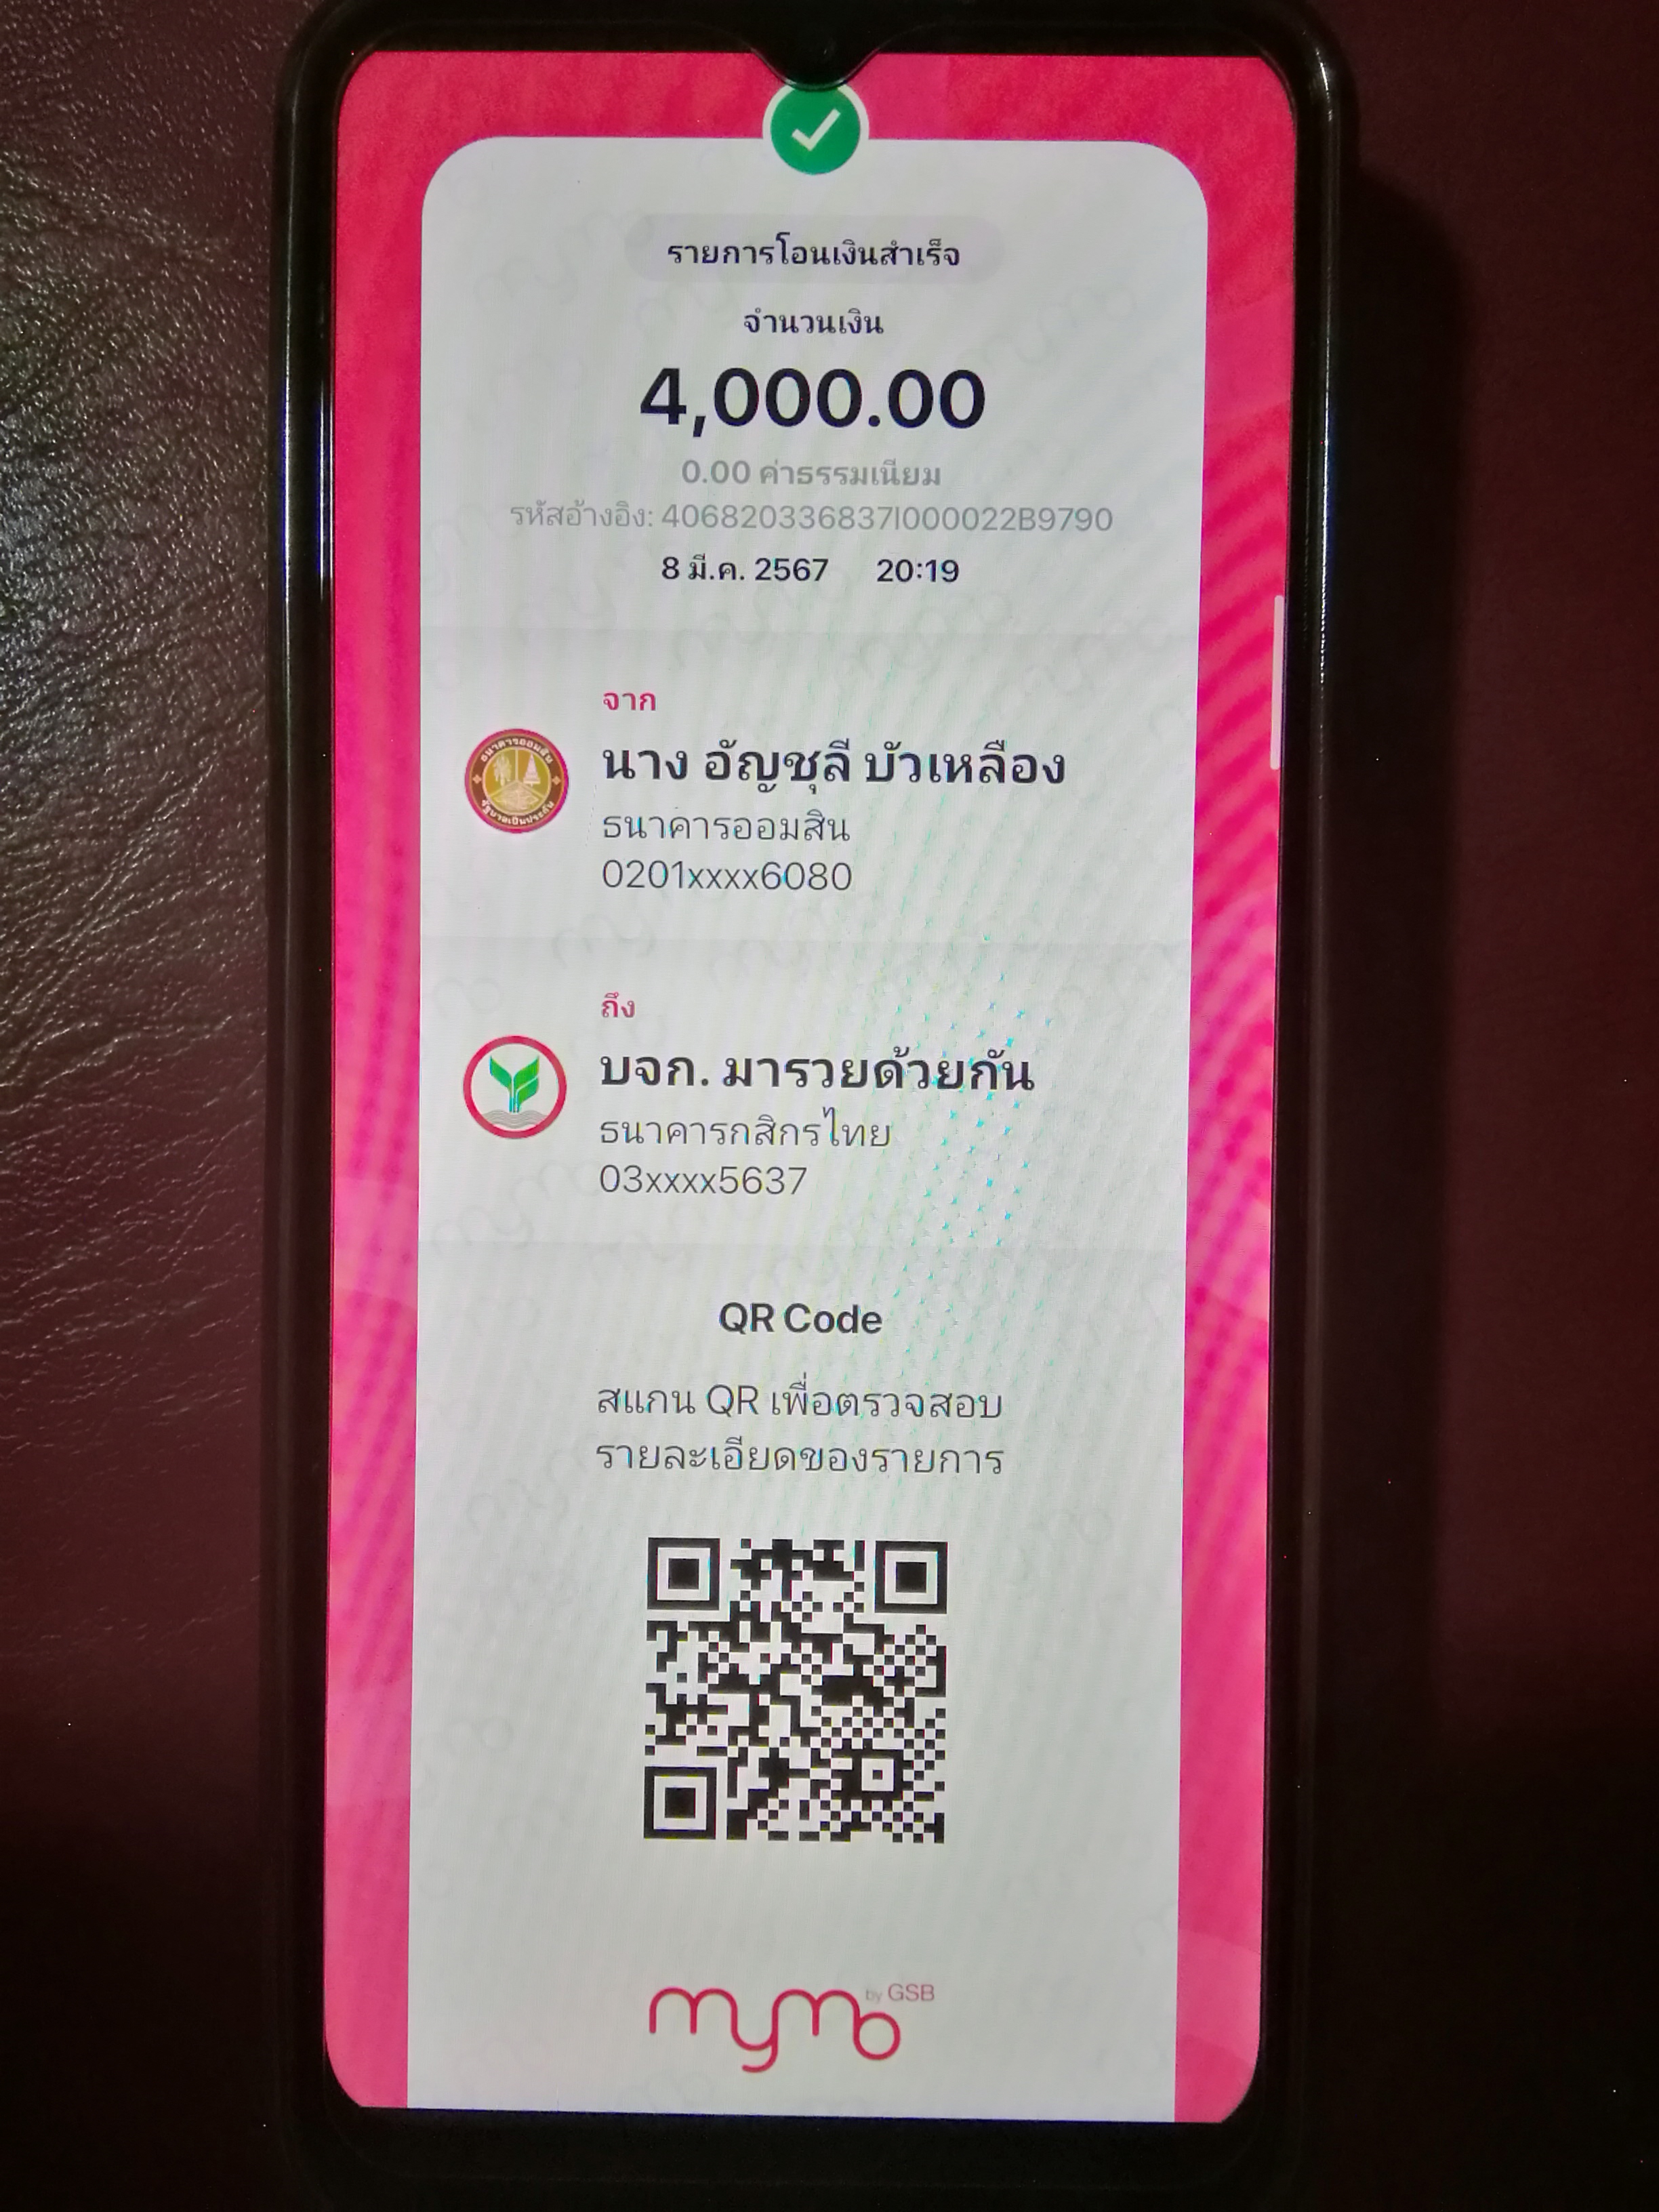 รายการโอนเงินสำเร็จ
จำนวนเงิน
4,000.00
0.00 ค่าธรรมเนียม
รหัสอ้างอิง: 406820336837I000022B9790
8 มี.ค. 2567 20:19
จาก
นาง อัญชุลี บัวเหลือง
ธนาคารออมสิน
0201xxxx6080
ถึง
บจก. มารวยด้วยกัน
ธนาคารกสิกรไทย
03xxxx5637
QR Code
สแกน QR เพื่อตรวจสอบ
รายละเอียดของรายการ
mymo by GSB